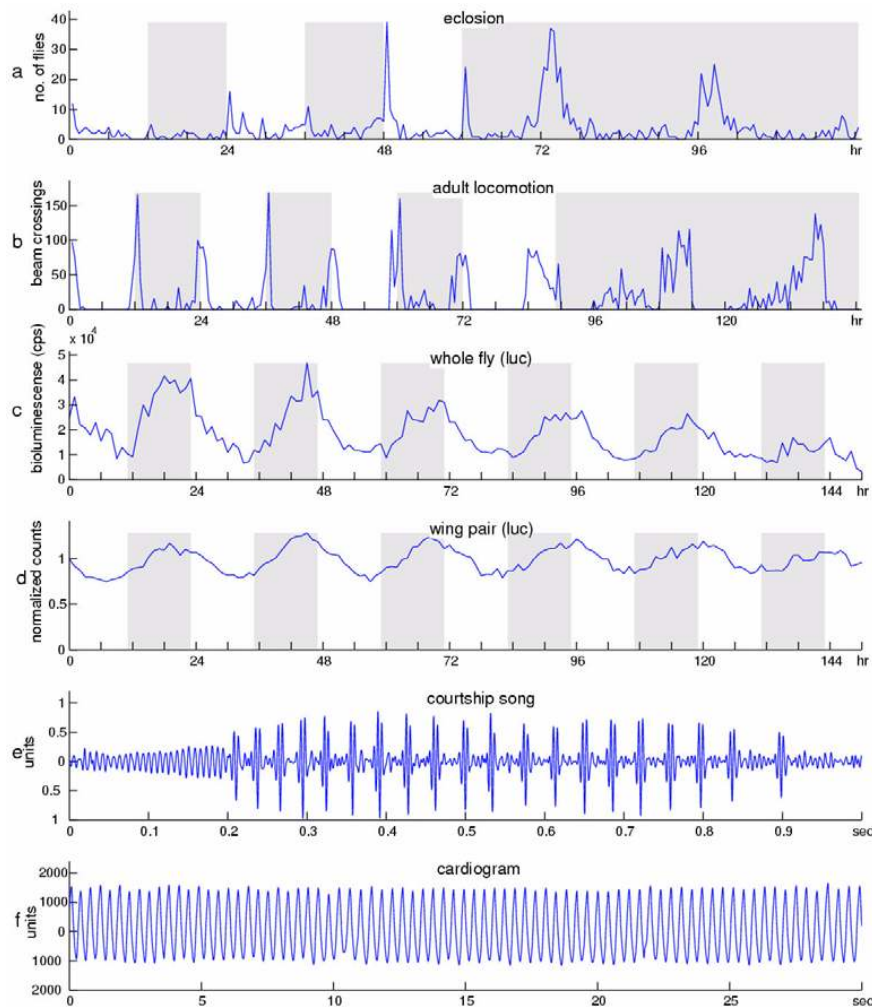 eclosion
a
no. of flies
40
30
20
10
0
0 24 48 72 96 hr
adult locomotion
b
beam crossings
150
100
50
0
24 48 72 96 120 hr
x 10^4
whole fly (luc)
c
bioluminescense (cps)
5
4
3
2
1
0
0 24 48 72 96 120 144 hr
wing pair (luc)
d
normalized counts
1
0.5
0
0 24 48 72 96 120 144 hr
courtship song
e
units
1
0.5
0
0.5
1
0 0.1 0.2 0.3 0.4 0.5 0.6 0.7 0.8 0.9 sec
cardiogram
f
units
2000
1000
0
1000
2000
0 5 10 15 20 25 sec